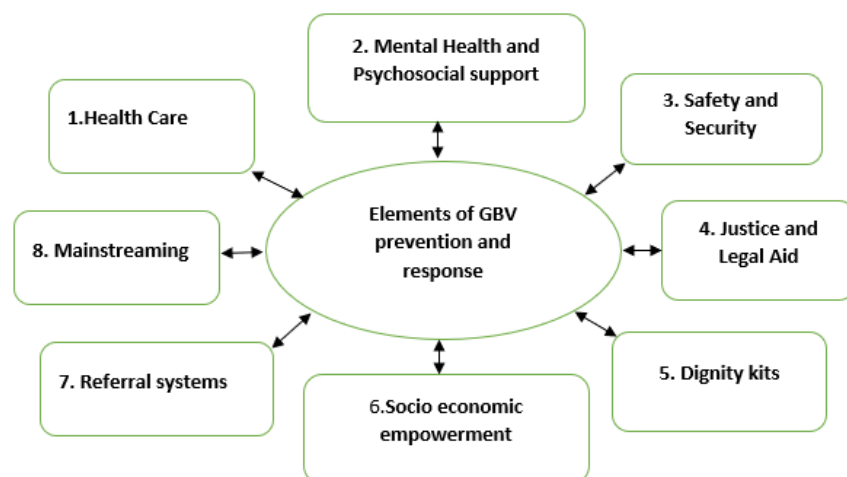 1.Health Care
2. Mental Health and
Psychosocial support
3. Safety and
Security
Elements of GBV
prevention and
response
8. Mainstreaming
4. Justice and
Legal Aid
7. Referral systems
6.Socio economic
empowerment
5. Dignity kits